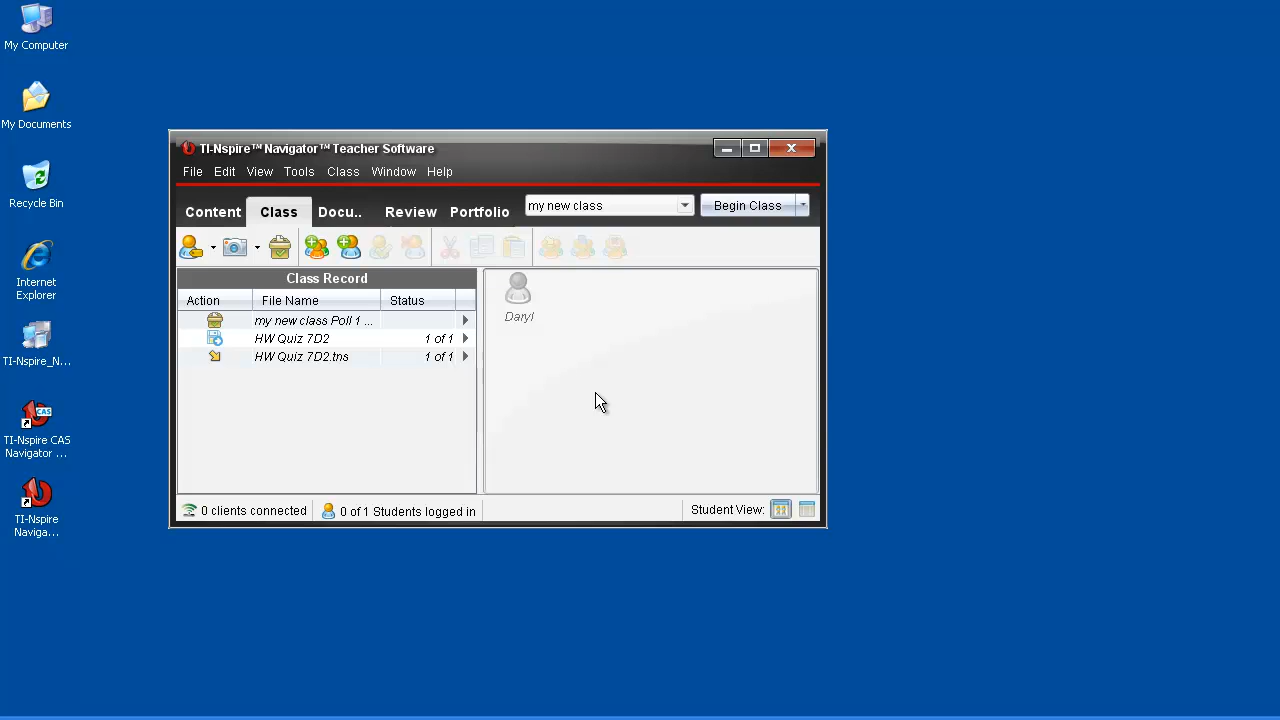 My Computer
My Documents
Recycle Bin
Internet
Explorer
TI-Nspire_N...
TI-Nspire CAS
Navigator ...
TI-Nspire
Naviga...
TI-Nspire™ Navigator™ Teacher Software
File Edit View Tools Class Window Help
Content Class Docu.. Review Portfolio my new class Begin Class
CAS
Class Record
Action File Name Status
my new class Poll 1 ...
HW Quiz 7D2 1 of 1
HW Quiz 7D2.tns 1 of 1
Daryl
0 clients connected 0 of 1 Students logged in Student View: